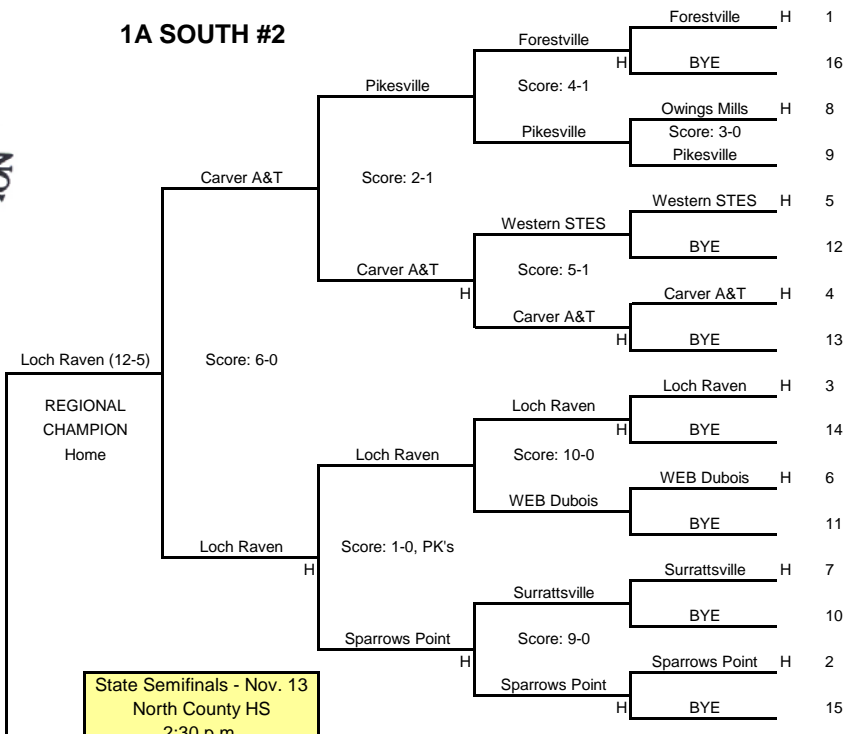 1A SOUTH #2
Forestville H 1
Forestville
H BYE 16
Pikesville Score: 4-1
Owings Mills H 8
Pikesville Score: 3-0
Pikesville 9
Carver A&T Score: 2-1
Western STES H 5
Western STES
BYE 12
Carver A&T Score: 5-1
H Carver A&T H 4
Carver A&T
H BYE 13
Loch Raven (12-5) Score: 6-0
Loch Raven H 3
REGIONAL Loch Raven
CHAMPION H BYE 14
Home Loch Raven Score: 10-0
WEB Dubois H 6
WEB Dubois
BYE 11
Loch Raven Score: 1-0, PK's
H Surrattsville H 7
Surrattsville
BYE 10
Sparrows Point Score: 9-0
H Sparrows Point H 2
State Semifinals - Nov. 13 Sparrows Point
North County HS H BYE 15
2:30 p.m.